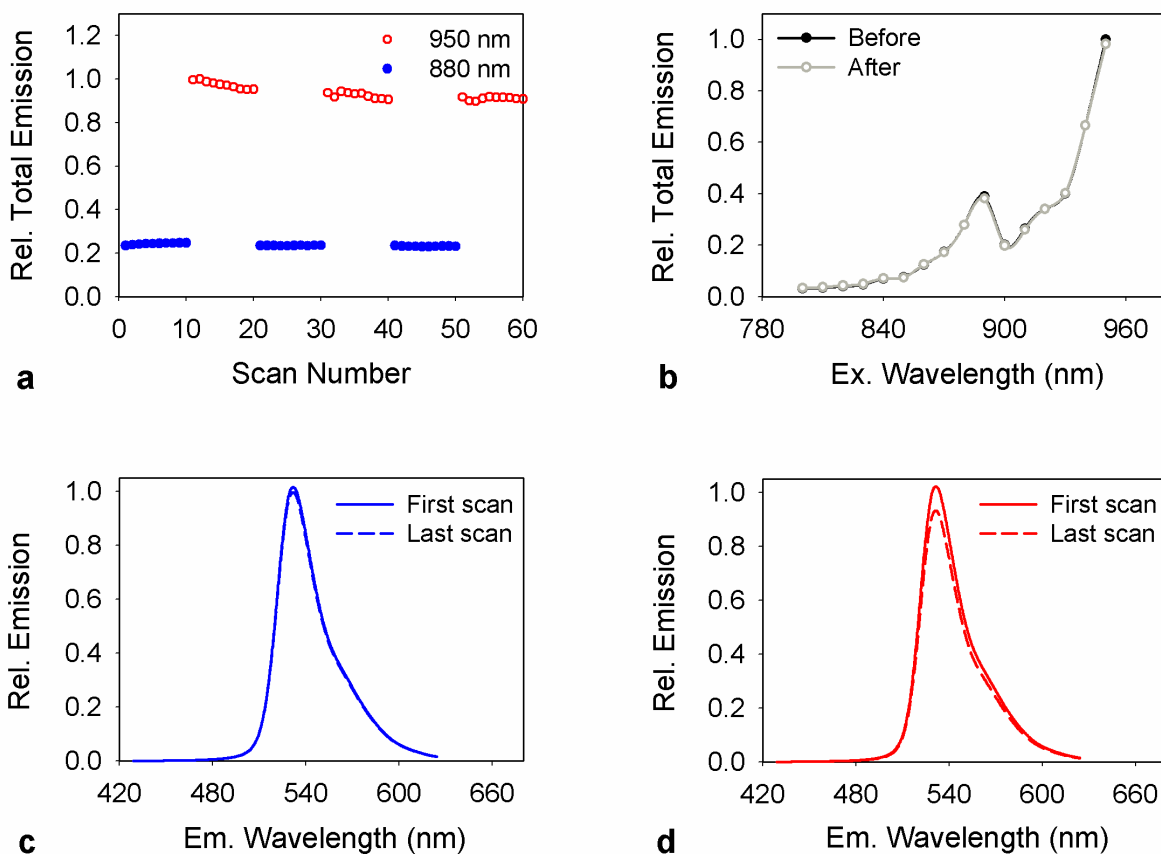 1.2
1.0
0.8
0.6
0.4
0.2
0.0
Rel. Total Emission
950 nm
880 nm
0 10 20 30 40 50 60
Scan Number
a
1.0
0.8
0.6
0.4
0.2
0.0
Rel. Total Emission
Before
After
780 840 900 960
Ex. Wavelength (nm)
b
1.0
0.8
0.6
0.4
0.2
0.0
Rel. Emission
First scan
Last scan
420 480 540 600 660
Em. Wavelength (nm)
c
1.0
0.8
0.6
0.4
0.2
0.0
Rel. Emission
First scan
Last scan
420 480 540 600 660
Em. Wavelength (nm)
d